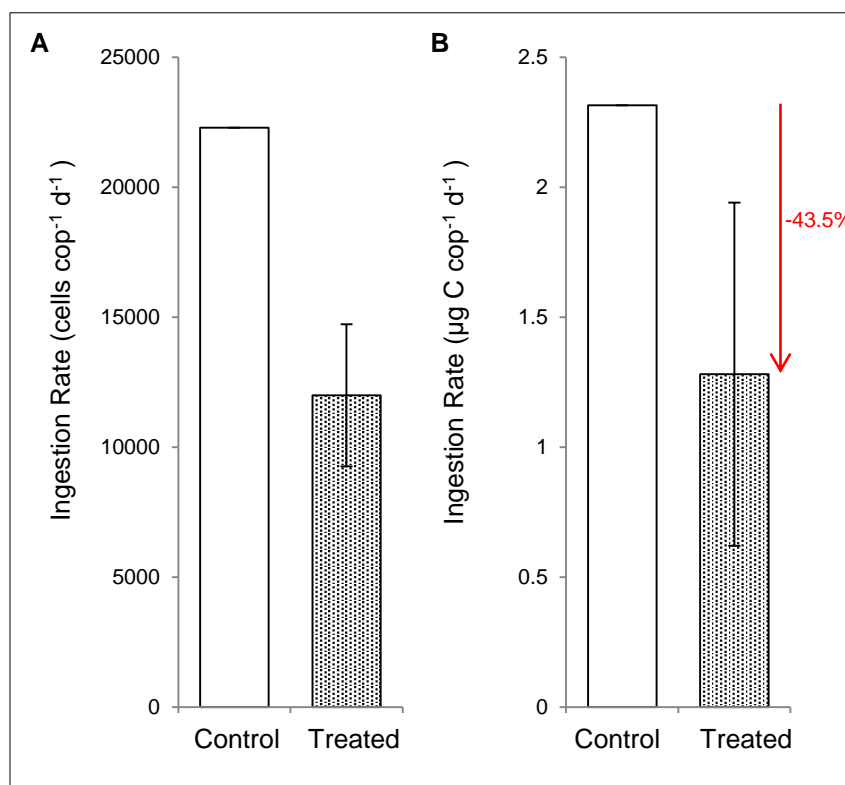 A
Ingestion Rate (cells cop⁻¹ d⁻¹ )
25000
20000
15000
10000
5000
0
Control Treated
B
Ingestion Rate (µg C cop⁻¹ d⁻¹ )
2.5
2
1.5
1
0.5
0
-43.5%
Control Treated